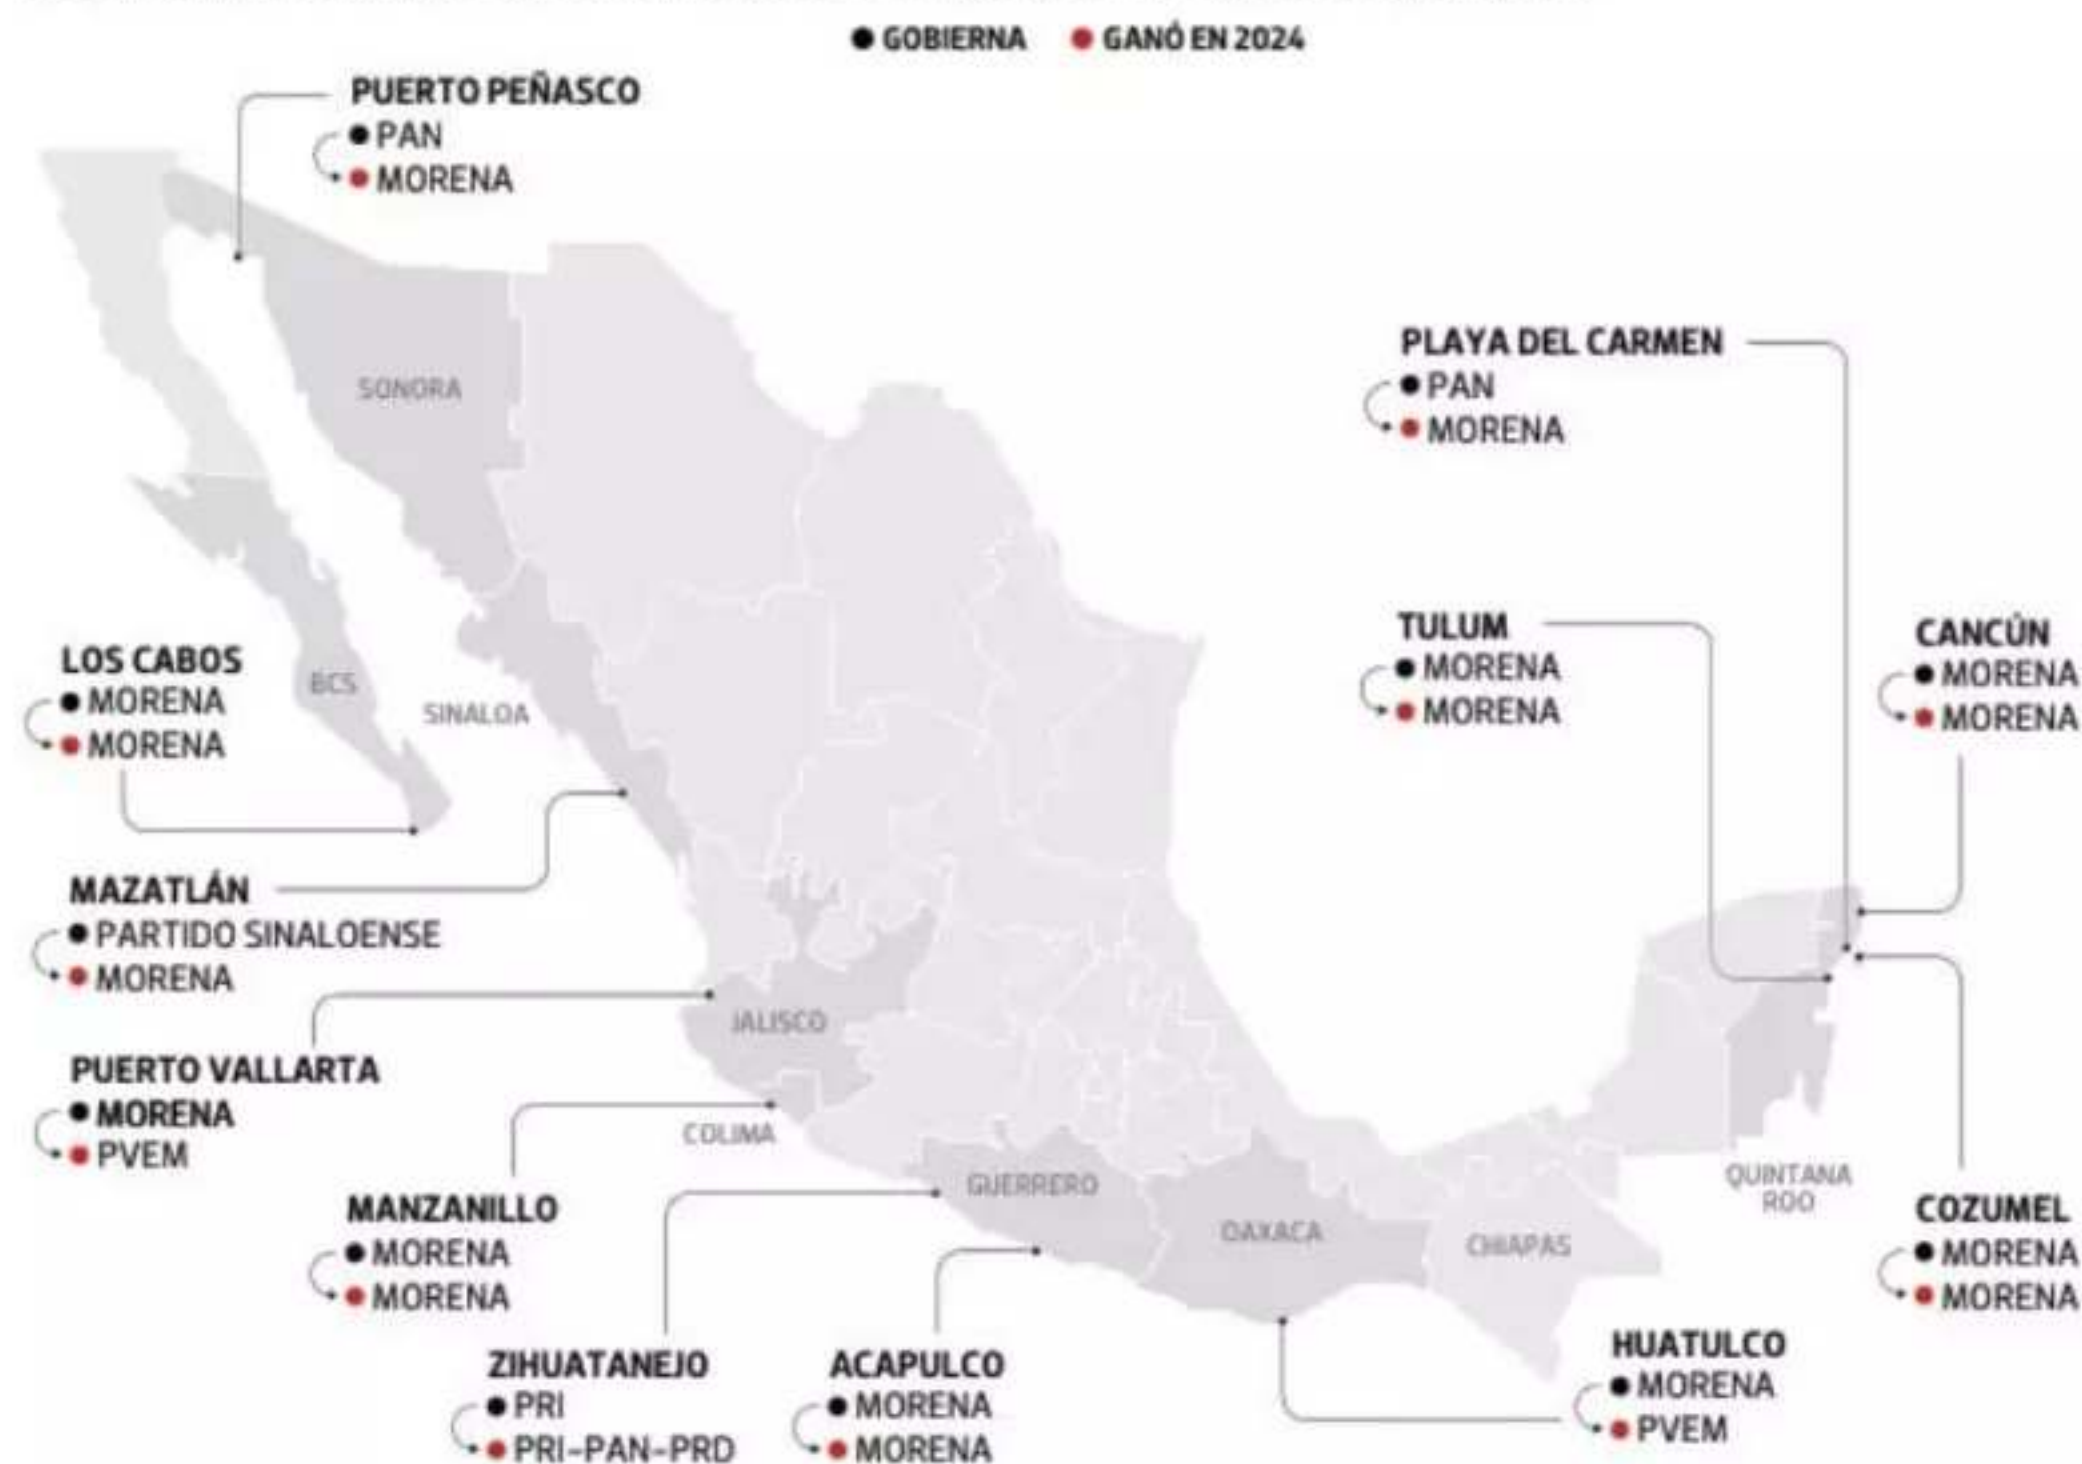 GOBIERNA GANÓ EN 2024
PUERTO PEÑASCO
PAN
MORENA
SONORA
PLAYA DEL CARMEN
PAN
MORENA
TULUM
MORENA
MORENA
CANCÚN
MORENA
MORENA
LOS CABOS
MORENA
MORENA
BCS
SINALOA
MAZATLÁN
PARTIDO SINALOENSE
MORENA
JALISCO
PUERTO VALLARTA
MORENA
PVEM
COLIMA
MANZANILLO
MORENA
MORENA
GUERRERO
OAXACA
CHIAPAS
QUINTANA
ROO
COZUMEL
MORENA
MORENA
ZIHUATANEJO
PRI
PRI-PAN-PRD
ACAPULCO
MORENA
MORENA
HUATULCO
MORENA
PVEM